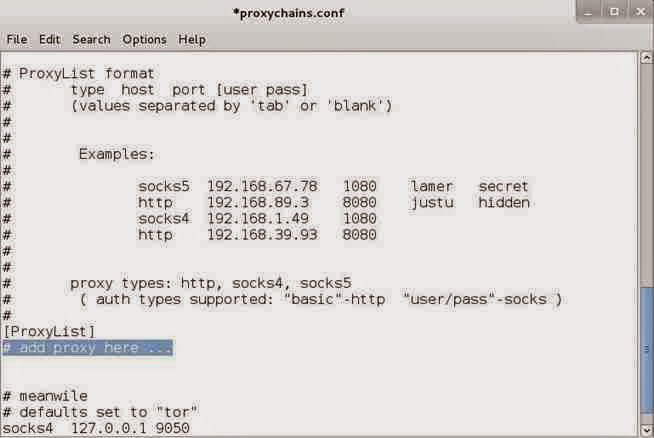 *proxychains.conf
File Edit Search Options Help
# ProxyList format
# type host port [user pass]
# (values separated by 'tab' or 'blank')
#
#
# Examples:
#
# socks5 192.168.67.78 1080 lamer secret
# http 192.168.89.3 8080 justu hidden
# socks4 192.168.1.49 1080
# http 192.168.39.93 8080
#
#
# proxy types: http, socks4, socks5
# ( auth types supported: "basic"-http "user/pass"-socks )
#
[ProxyList]
# add proxy here ...
# meanwile
# defaults set to "tor"
socks4 127.0.0.1 9050